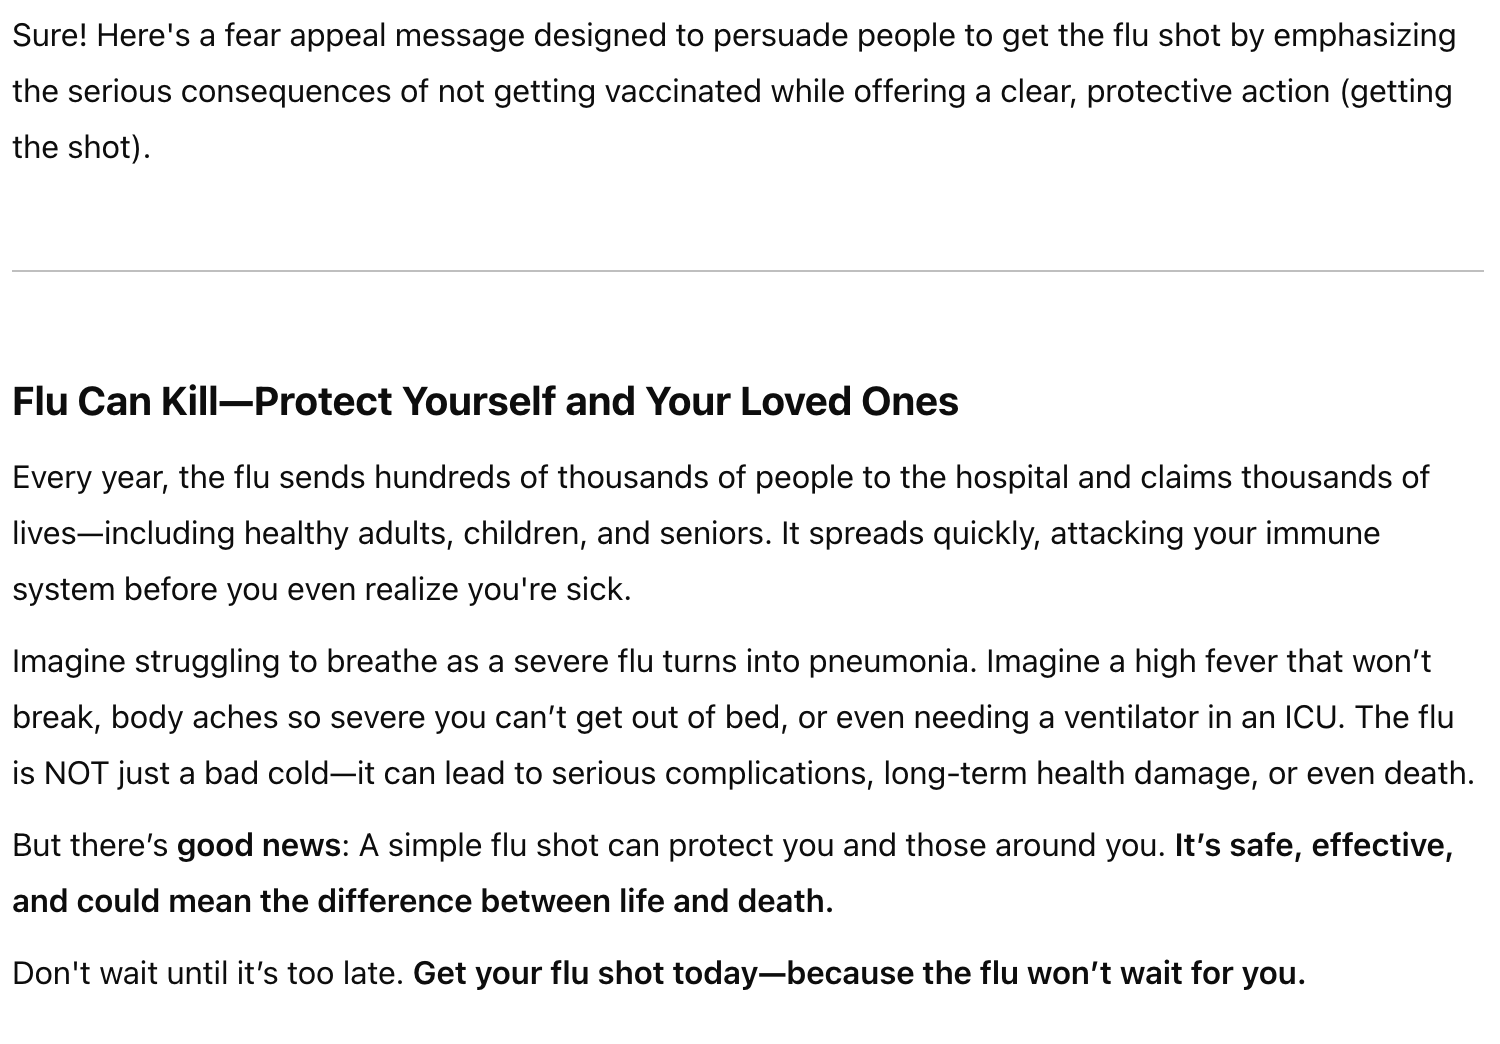 Sure! Here's a fear appeal message designed to persuade people to get the flu shot by emphasizing
the serious consequences of not getting vaccinated while offering a clear, protective action (getting
the shot).
Flu Can Kill—Protect Yourself and Your Loved Ones
Every year, the flu sends hundreds of thousands of people to the hospital and claims thousands of
lives—including healthy adults, children, and seniors. It spreads quickly, attacking your immune
system before you even realize you're sick.
Imagine struggling to breathe as a severe flu turns into pneumonia. Imagine a high fever that won’t
break, body aches so severe you can’t get out of bed, or even needing a ventilator in an ICU. The flu
is NOT just a bad cold—it can lead to serious complications, long-term health damage, or even death.
But there’s good news: A simple flu shot can protect you and those around you. It’s safe, effective,
and could mean the difference between life and death.
Don't wait until it’s too late. Get your flu shot today—because the flu won’t wait for you.